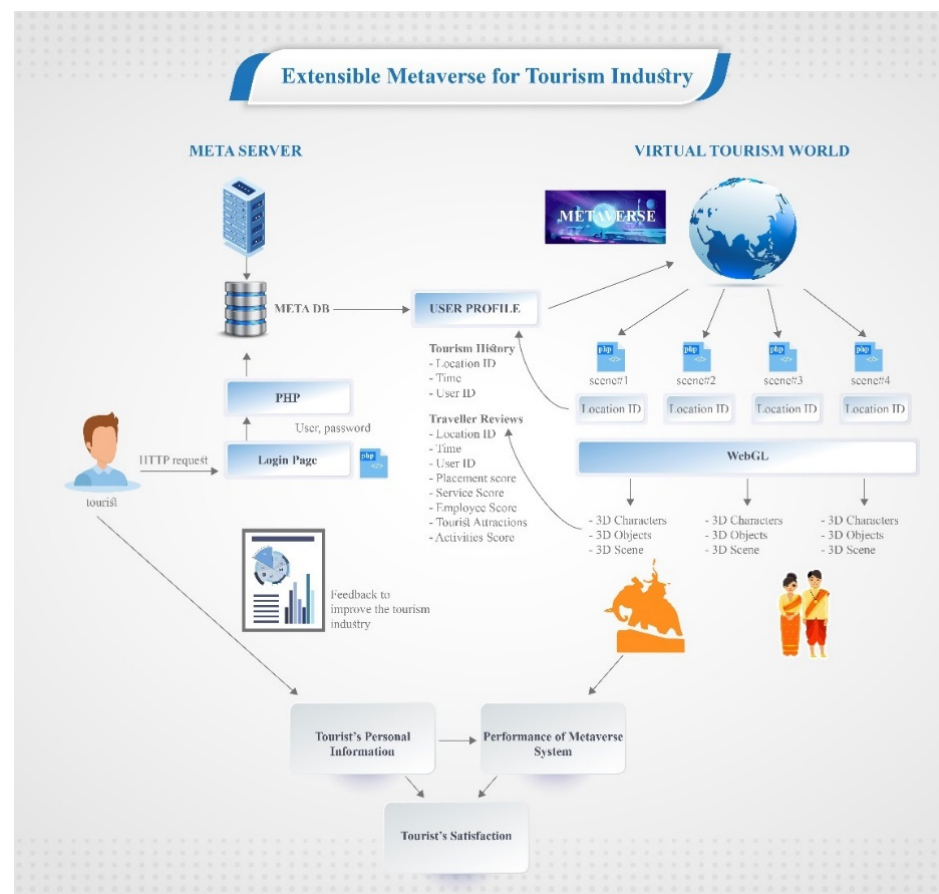 Extensible Metaverse for Tourism Industry
META SERVER
VIRTUAL TOURISM WORLD
METAVERSE
META DB
USER PROFILE
Tourism History
- Location ID
- Time
- User ID
Traveller Reviews
- Location ID
- Time
- User ID
- Placement score
- Service Score
- Employee Score
- Tourist Attractions
- Activities Score
php
scene#1
php
scene#2
php
scene#3
php
scene#4
Location ID
Location ID
Location ID
Location ID
WebGL
- 3D Characters
- 3D Objects
- 3D Scene
- 3D Characters
- 3D Objects
- 3D Scene
- 3D Characters
- 3D Objects
- 3D Scene
PHP
User, password
Login Page
php
HTTP request
tourist
Feedback to
improve the tourism
industry
Tourist's Personal
Information
Performance of Metaverse
System
Tourist's Satisfaction